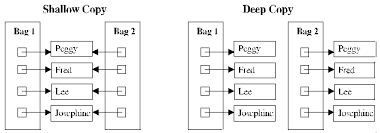 Shallow Copy
Deep Copy
Bag 1
Bag 2
Bag 1
Bag 2
Peggy
Fred
Lee
Josephine
Peggy
Fred
Lee
Josephine
Peggy
Fred
Lee
Josephine